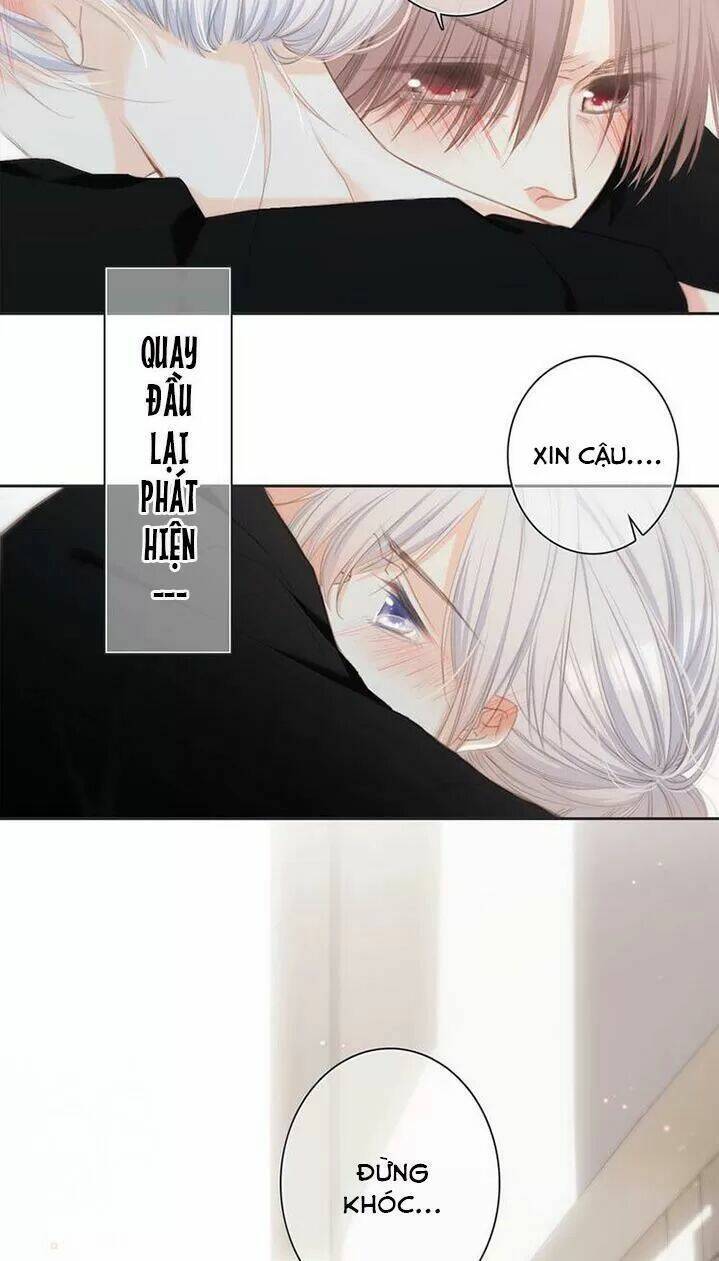 QUAY
ĐẦU
LẠI
PHÁT
HIỆN
---
XIN CẬU....
ĐỪNG
KHÓC...